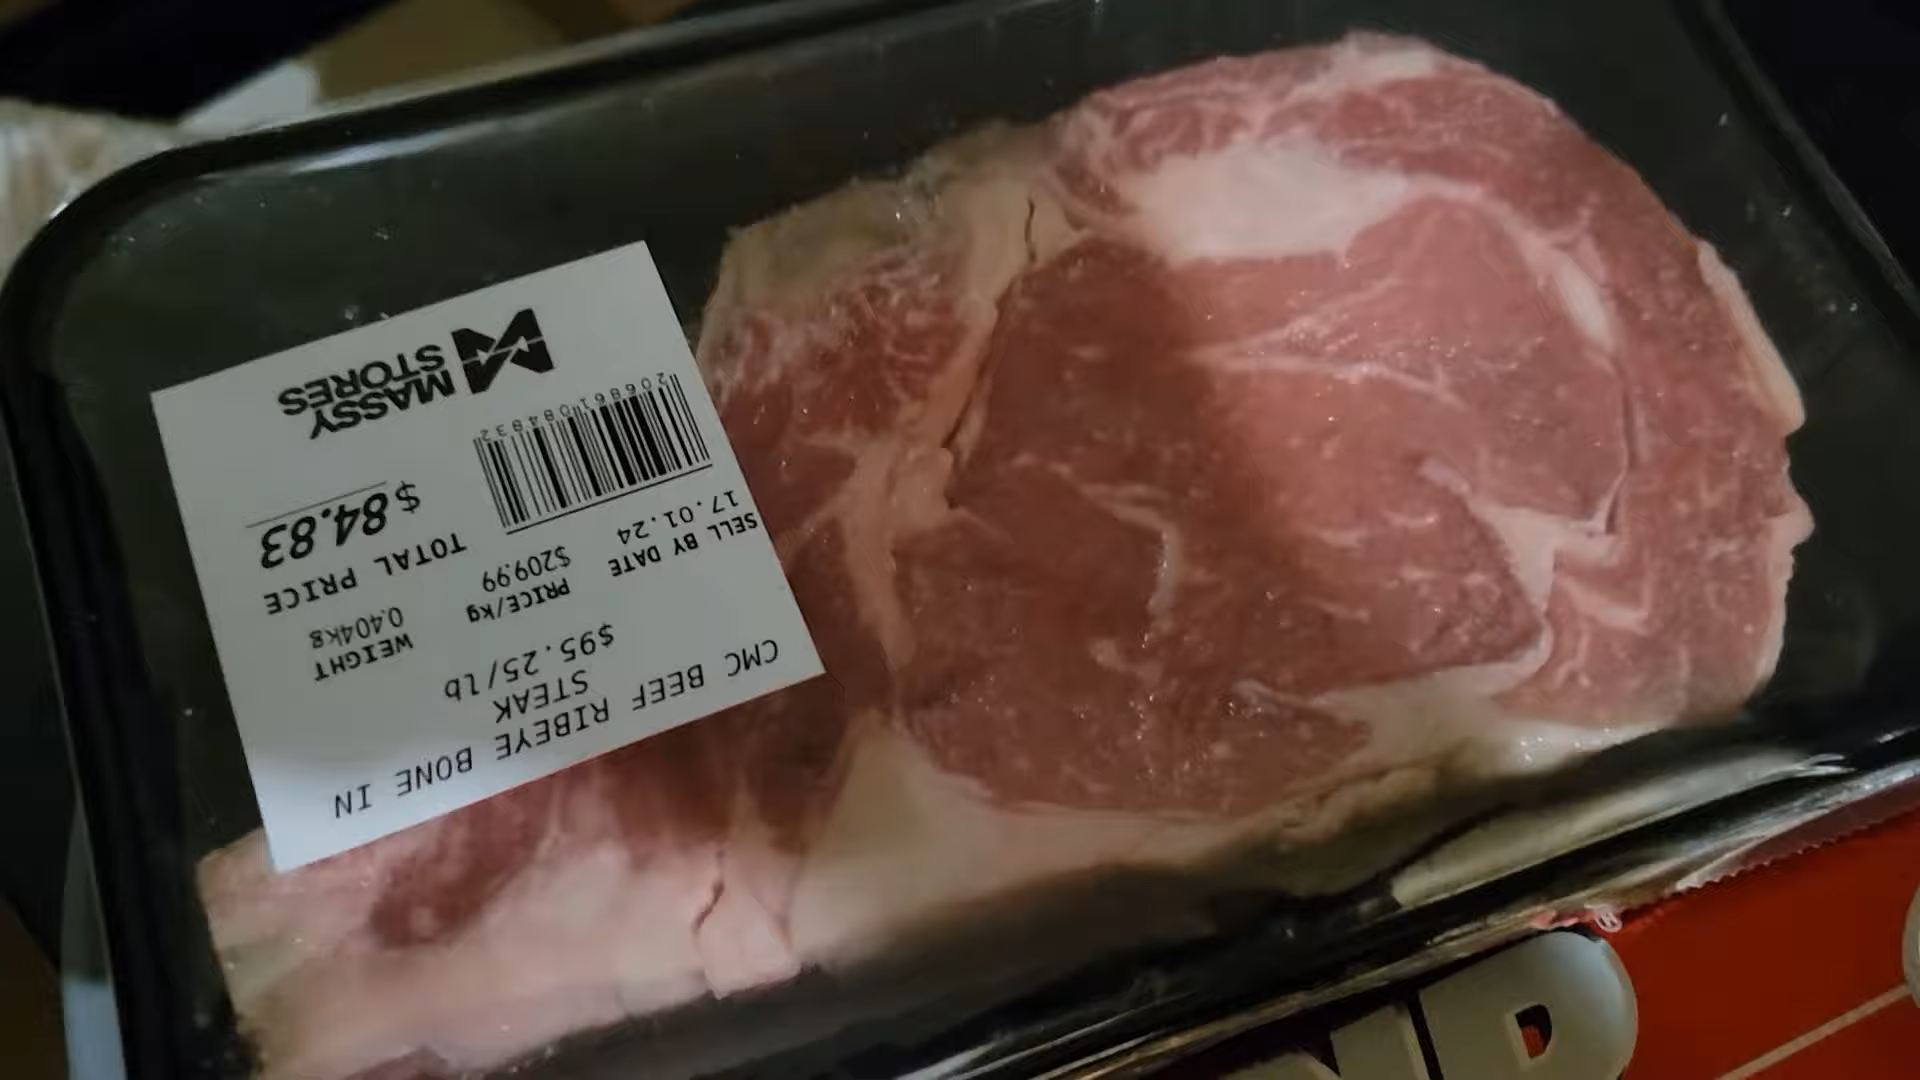 CMC BEEF RIBEYE BONE IN
STEAK
$95.25/lb
SELL BY DATE
17.01.24
PRICE/kg
$209.99
WEIGHT
0.404kg
TOTAL PRICE
$84.83
206861084832
MASSY
STORES